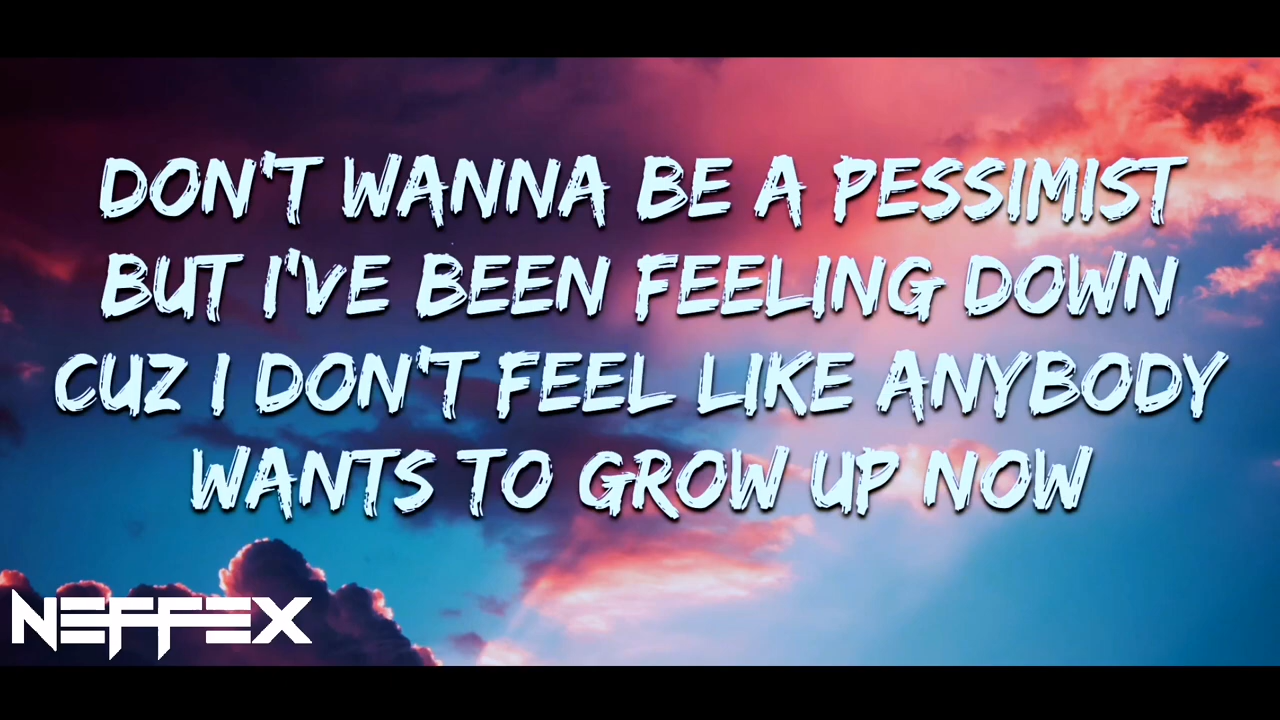 DON'T WANNA BE A PESSIMIST
BUT I'VE BEEN FEELING DOWN
CUZ I DON'T FEEL LIKE ANYBODY
WANTS TO GROW UP NOW
NEFFEX